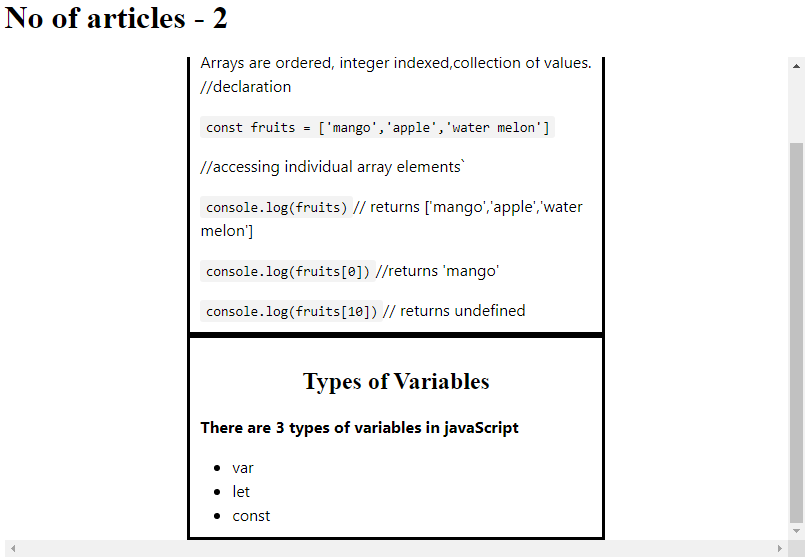 No of articles - 2
Arrays are ordered, integer indexed,collection of values.
//declaration
const fruits = ['mango','apple','water melon']
//accessing individual array elements`
console.log(fruits) // returns ['mango','apple','water
melon']
console.log(fruits[0]) //returns 'mango'
console.log(fruits[10]) // returns undefined
Types of Variables
There are 3 types of variables in javaScript
• var
• let
• const